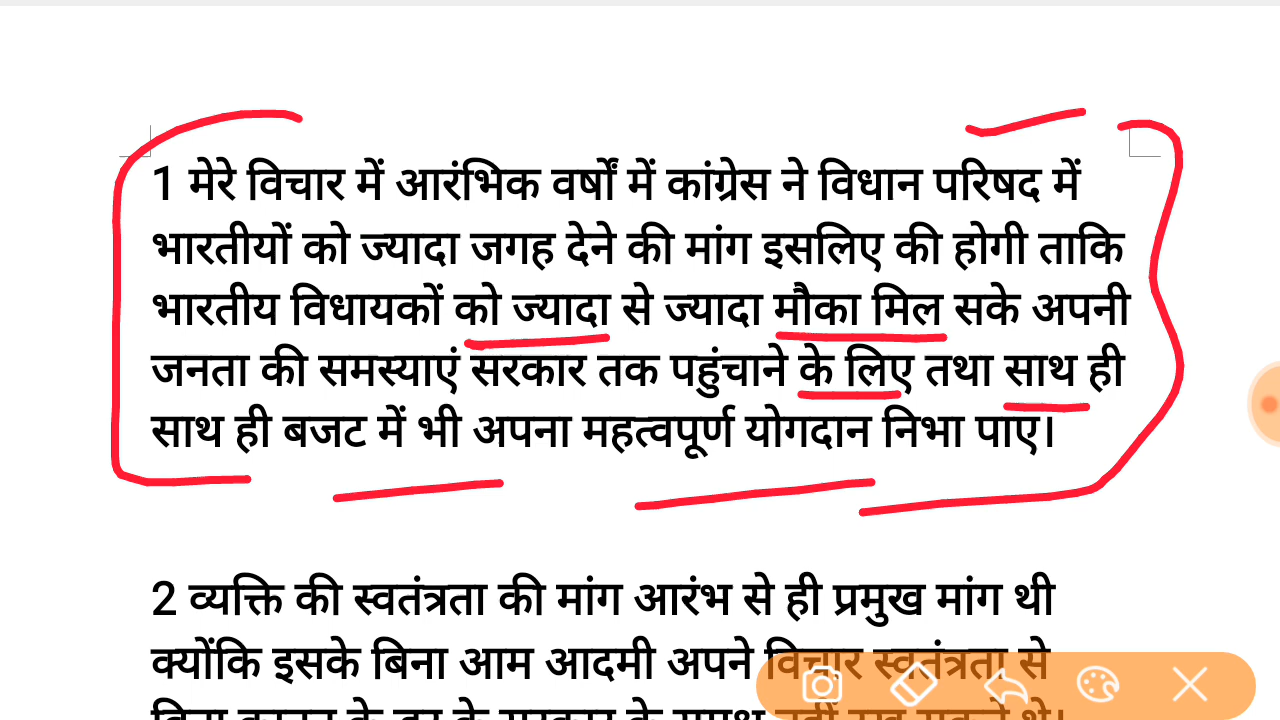 1 मेरे विचार में आरंभिक वर्षों में कांग्रेस ने विधान परिषद में
भारतीयों को ज्यादा जगह देने की मांग इसलिए की होगी ताकि
भारतीय विधायकों को ज्यादा से ज्यादा मौका मिल सके अपनी
जनता की समस्याएं सरकार तक पहुंचाने के लिए तथा साथ ही
साथ ही बजट में भी अपना महत्वपूर्ण योगदान निभा पाए।
2 व्यक्ति की स्वतंत्रता की मांग आरंभ से ही प्रमुख मांग थी
क्योंकि इसके बिना आम आदमी अपने विचार स्वतंत्रता से